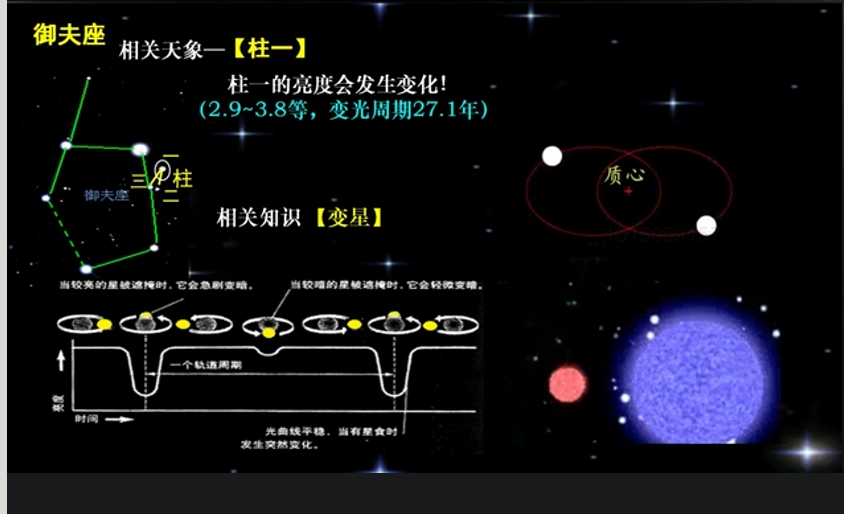 御夫座
相关天象—【柱一】
柱一的亮度会发生变化!
(2.9~3.8等，变光周期27.1年)
一
三
柱
二
御夫座
质心
相关知识 【变星】
当较亮的星被遮掩时，它会急剧变暗。
当较暗的星被遮掩时，它会轻微变暗。
一个轨道周期
亮度
时间
光曲线平稳，当有星食时
发生突然变化。